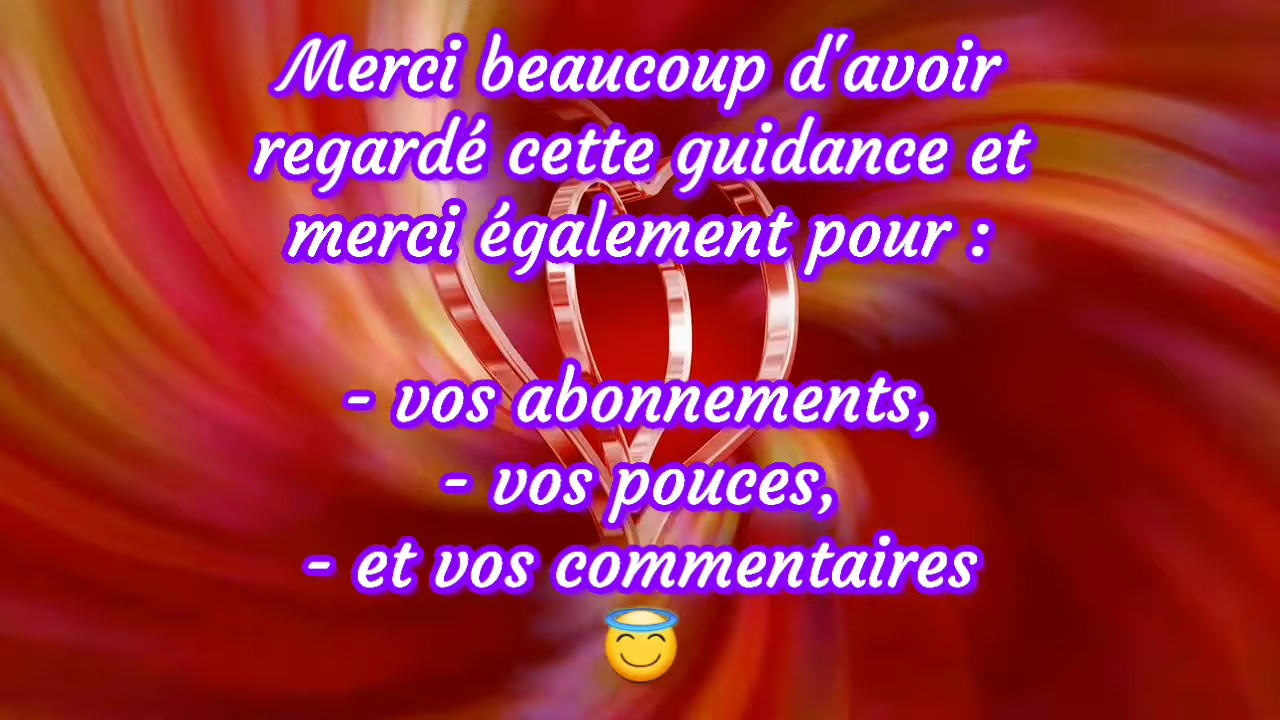 Merci beaucoup d'avoir
regardé cette guidance et
merci également pour :
- vos abonnements,
- vos pouces,
- et vos commentaires
😇